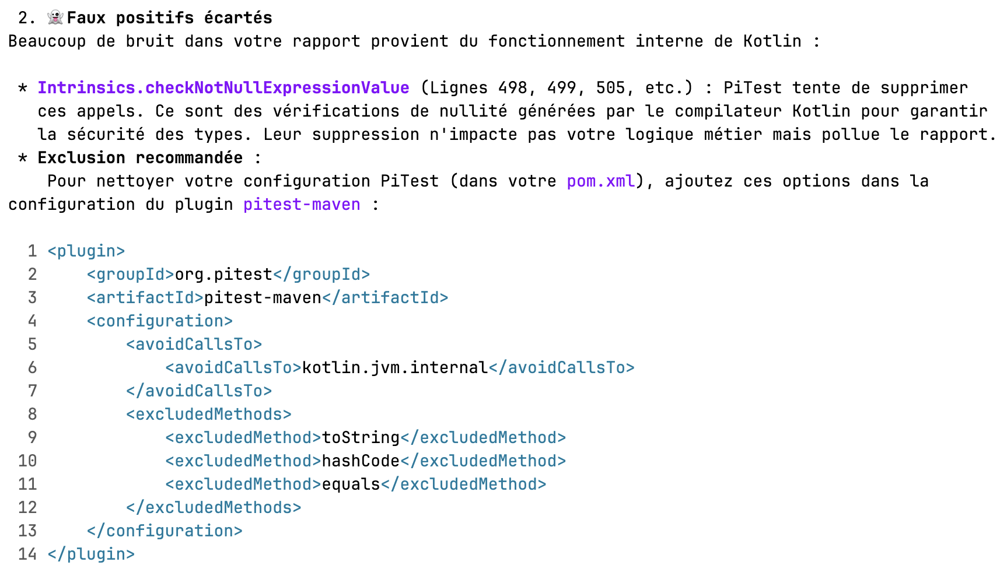 2. 👻Faux positifs écartés
Beaucoup de bruit dans votre rapport provient du fonctionnement interne de Kotlin :
* Intrinsics.checkNotNullExpressionValue (Lignes 498, 499, 505, etc.) : PiTest tente de supprimer
ces appels. Ce sont des vérifications de nullité générées par le compilateur Kotlin pour garantir
la sécurité des types. Leur suppression n'impacte pas votre logique métier mais pollue le rapport.
* Exclusion recommandée :
Pour nettoyer votre configuration PiTest (dans votre pom.xml), ajoutez ces options dans la
configuration du plugin pitest-maven :
1 <plugin>
2     <groupId>org.pitest</groupId>
3     <artifactId>pitest-maven</artifactId>
4     <configuration>
5         <avoidCallsTo>
6             <avoidCallsTo>kotlin.jvm.internal</avoidCallsTo>
7         </avoidCallsTo>
8         <excludedMethods>
9             <excludedMethod>toString</excludedMethod>
10             <excludedMethod>hashCode</excludedMethod>
11             <excludedMethod>equals</excludedMethod>
12         </excludedMethods>
13     </configuration>
14 </plugin>